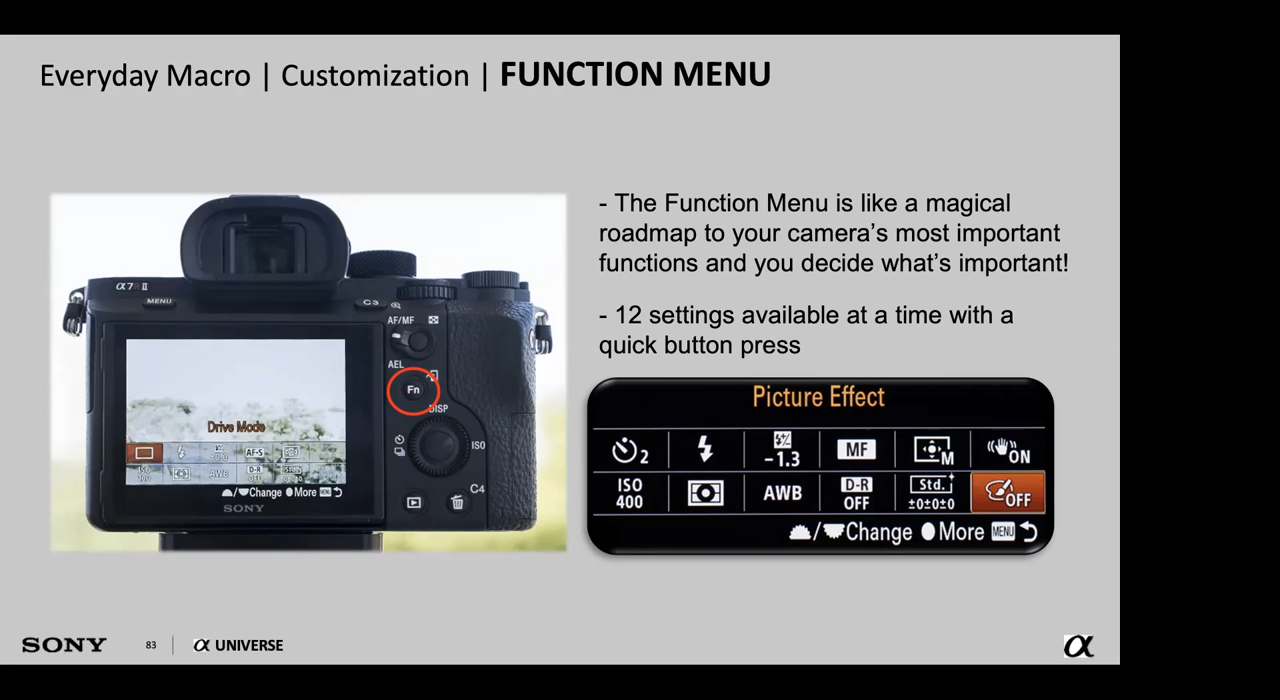 Everyday Macro | Customization | FUNCTION MENU
- The Function Menu is like a magical
roadmap to your camera's most important
functions and you decide what's important!
- 12 settings available at a time with a
quick button press
α7RII
MENU
C3
AF/MF
AEL
Fn
DISP
ISO
C4
Drive Mode
AF-S
AWB
D-R
OFF
/ Change More MENU
SONY
Picture Effect
2 -1.3 MF M ON
ISO
400
AWB
D-R
OFF
Std.
±0±0±0
OFF
/ Change More MENU
SONY 83 | α UNIVERSE
α